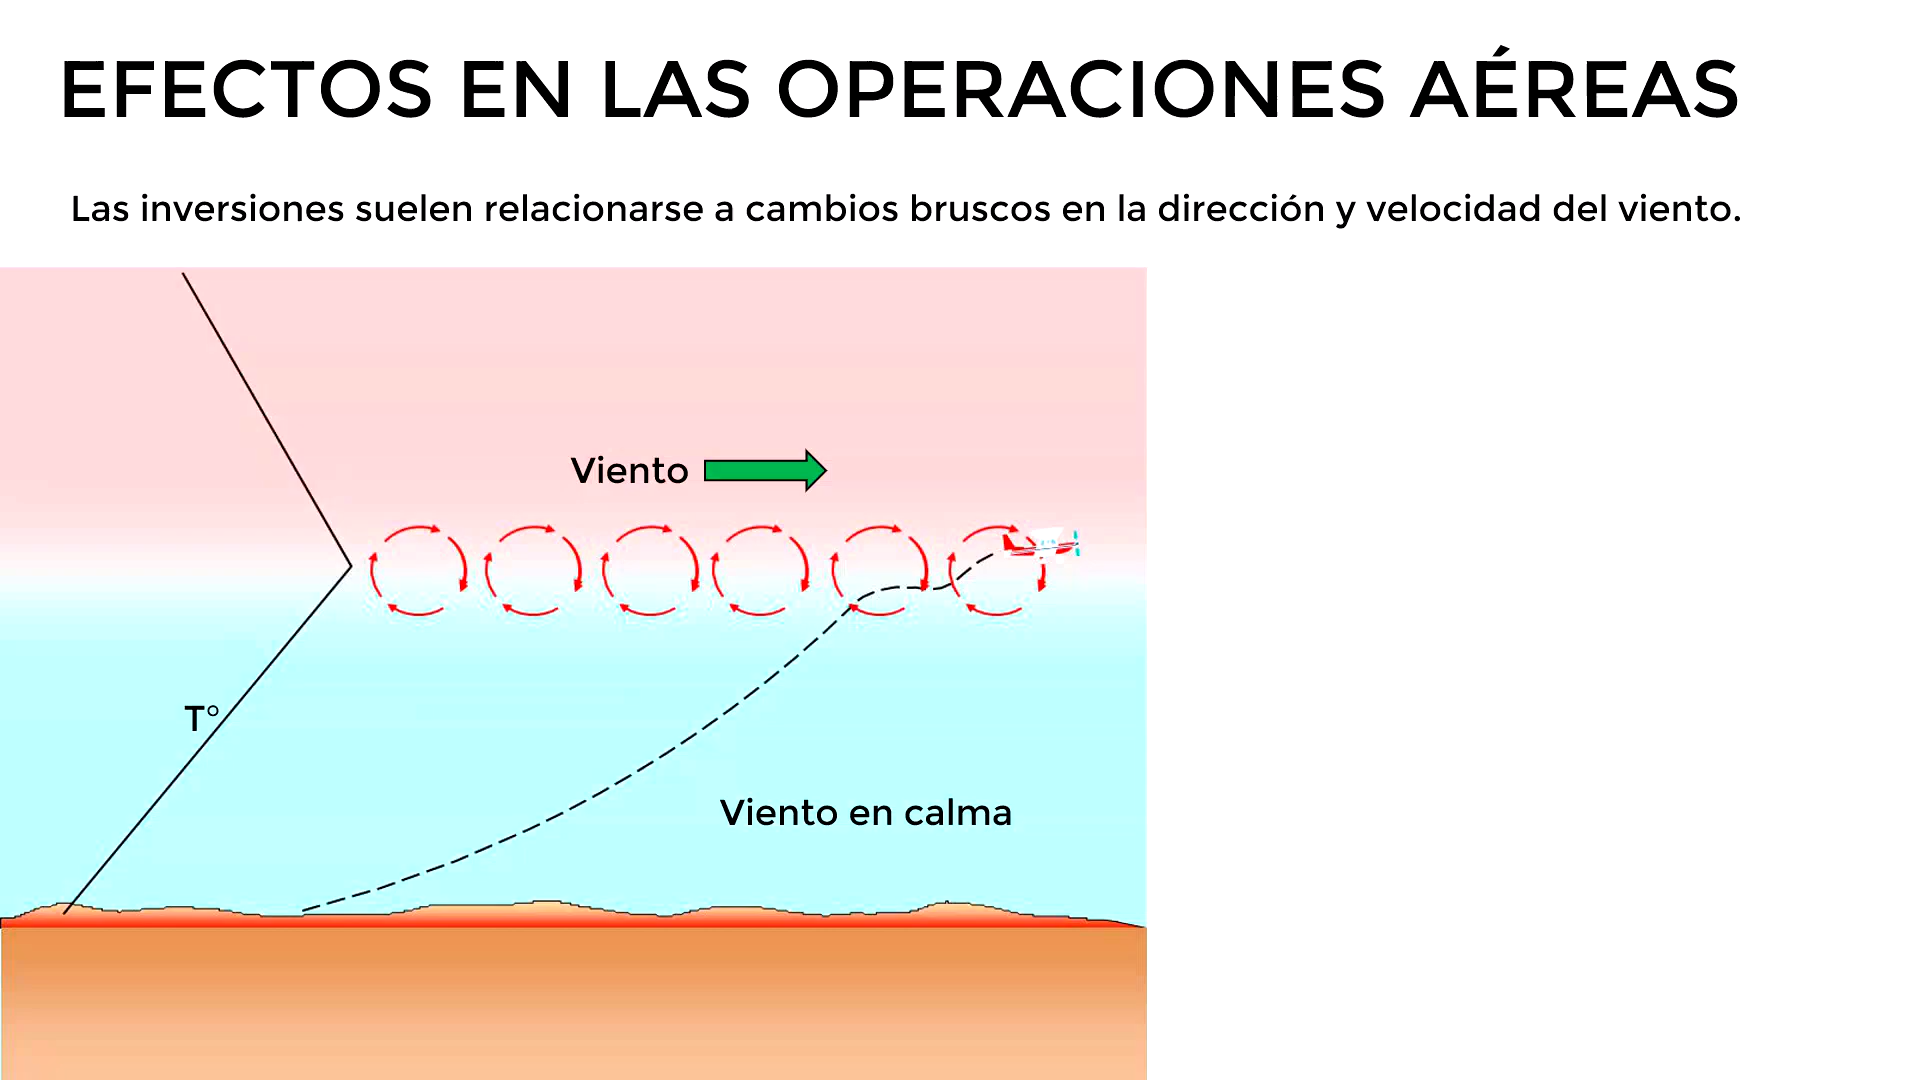 EFECTOS EN LAS OPERACIONES AÉREAS
Las inversiones suelen relacionarse a cambios bruscos en la dirección y velocidad del viento.
Viento
T°
Viento en calma